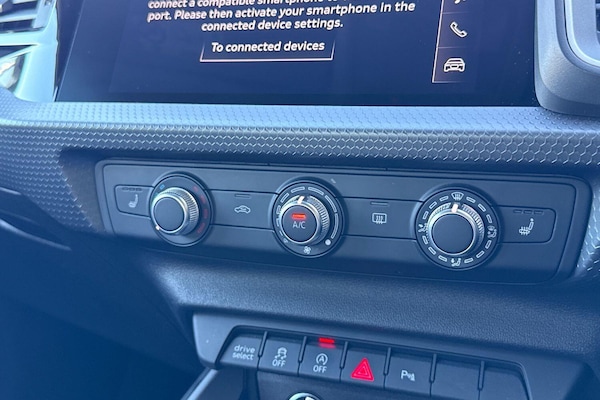 connect a compatible smartphone
port. Please then activate your smartphone in the
connected device settings.
To connected devices
A/C
drive
select
OFF
OFF
P